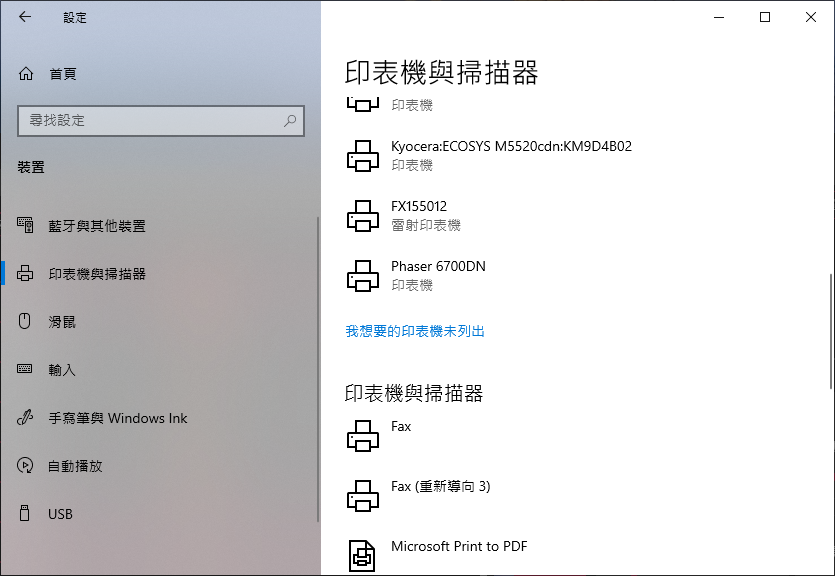 設定
首頁
尋找設定
裝置
藍牙與其他裝置
印表機與掃描器
滑鼠
輸入
手寫筆與 Windows Ink
自動播放
USB
印表機與掃描器
印表機
Kyocera:ECOSYS M5520cdn:KM9D4B02
印表機
FX155012
雷射印表機
Phaser 6700DN
印表機
我想要的印表機未列出
印表機與掃描器
Fax
Fax (重新導向 3)
Microsoft Print to PDF